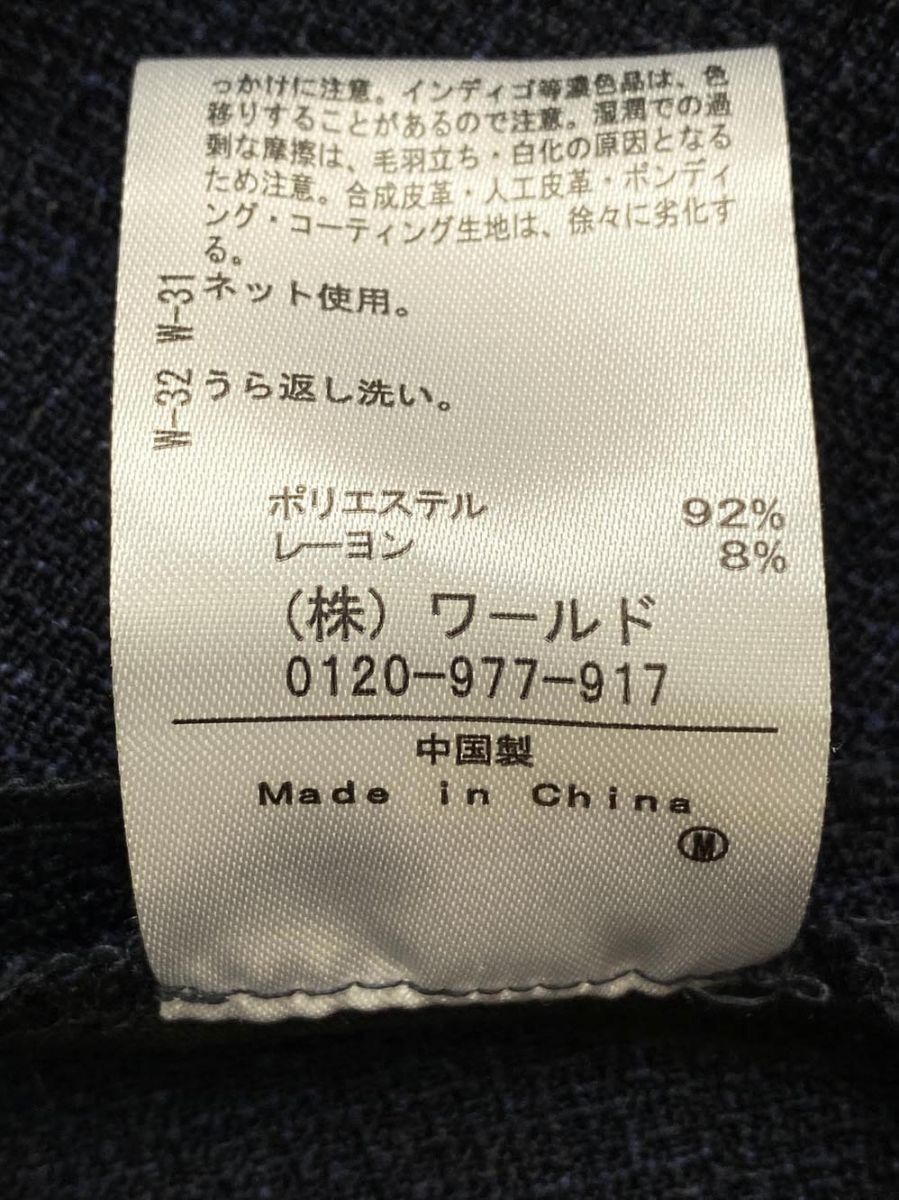 っかけに注意。インディゴ等濃色品は、色
移りすることがあるので注意。湿潤での過
剰な摩擦は、毛羽立ち・白化の原因となる
ため注意。合成皮革・人工皮革・ボンディ
ング・コーティング生地は、徐々に劣化す
る。
W-31 ネット使用。
W-32 うら返し洗い。
ポリエステル 92%
レーヨン 8%
(株) ワールド
0120-977-917
中国製
Made in China
M